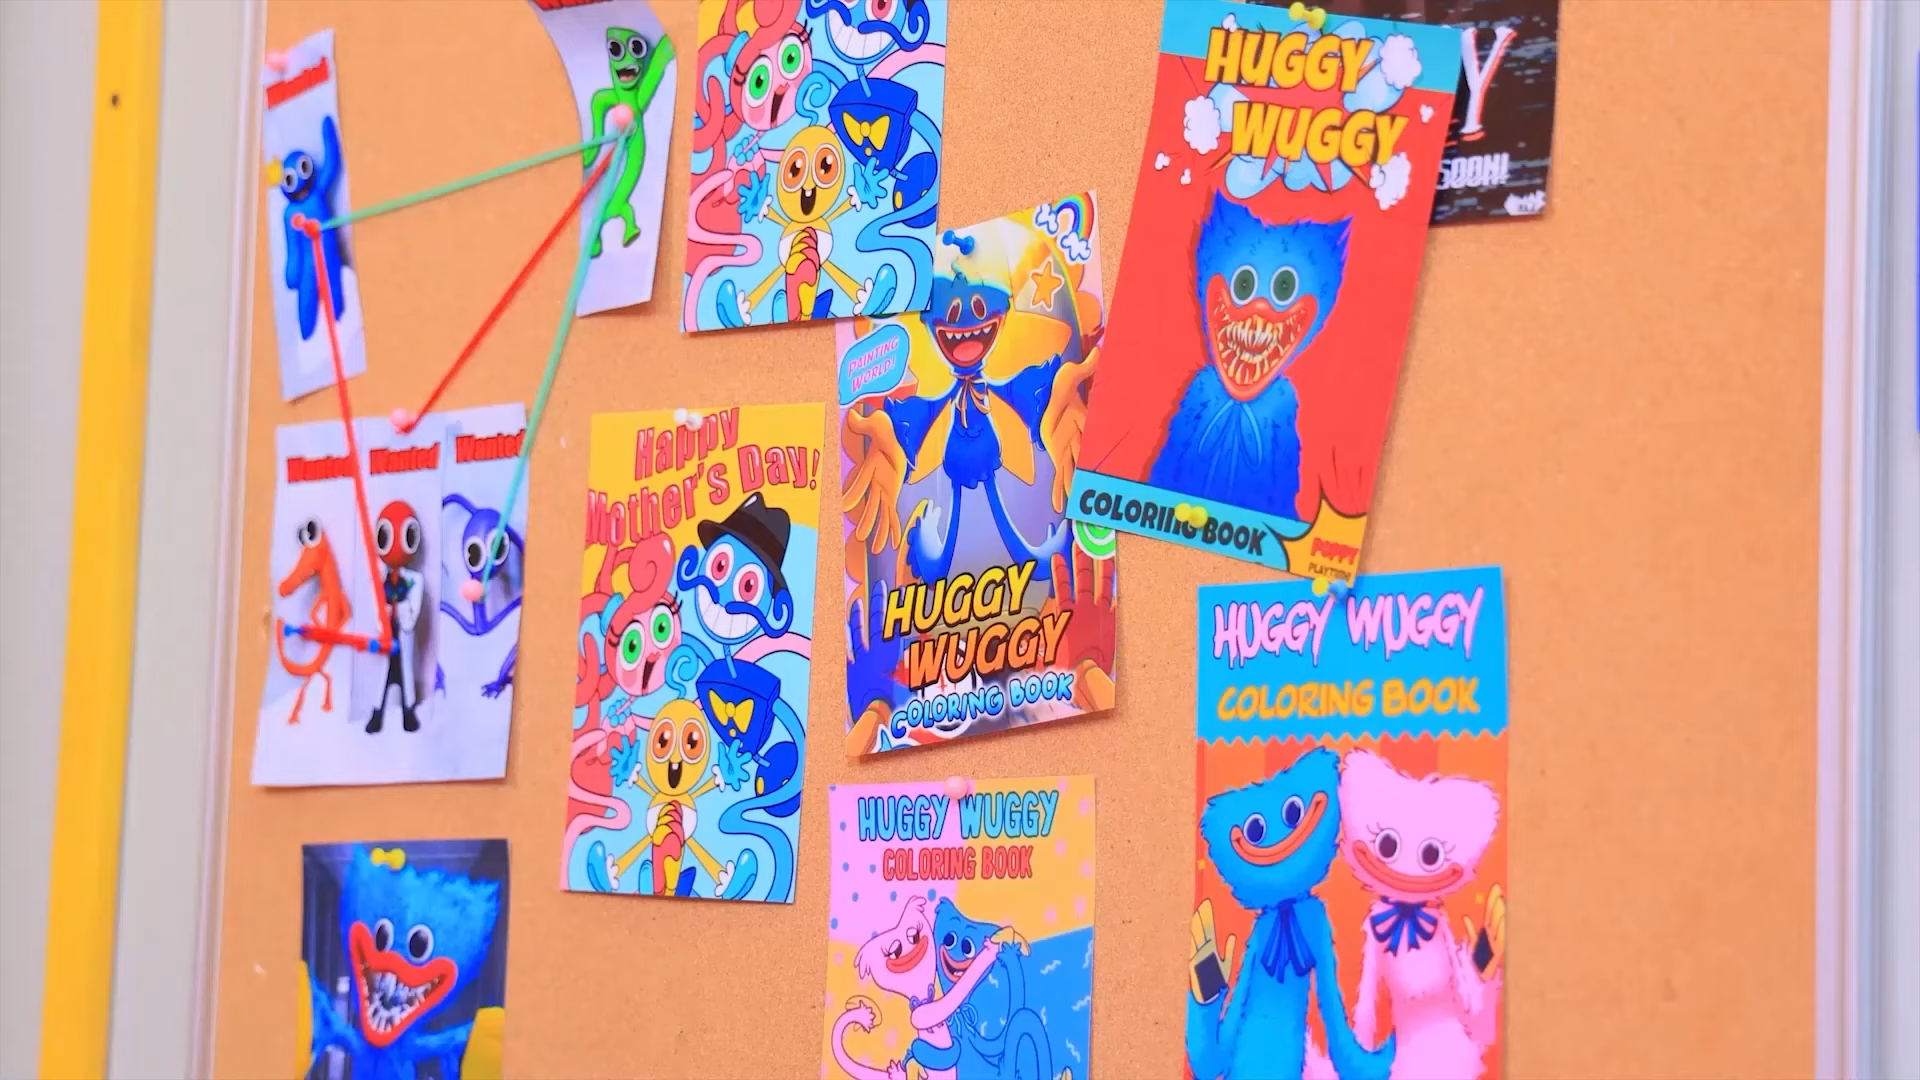 Wanted
HUGGY
WUGGY
COLORING BOOK
POPPY
PLAYTIME
Y
SOON!
PAINTING
WORLD!
HUGGY
WUGGY
COLORING BOOK
Wanted Wanted Wanted
Happy
Mother's Day!
HUGGY WUGGY
COLORING BOOK
HUGGY WUGGY
COLORING BOOK